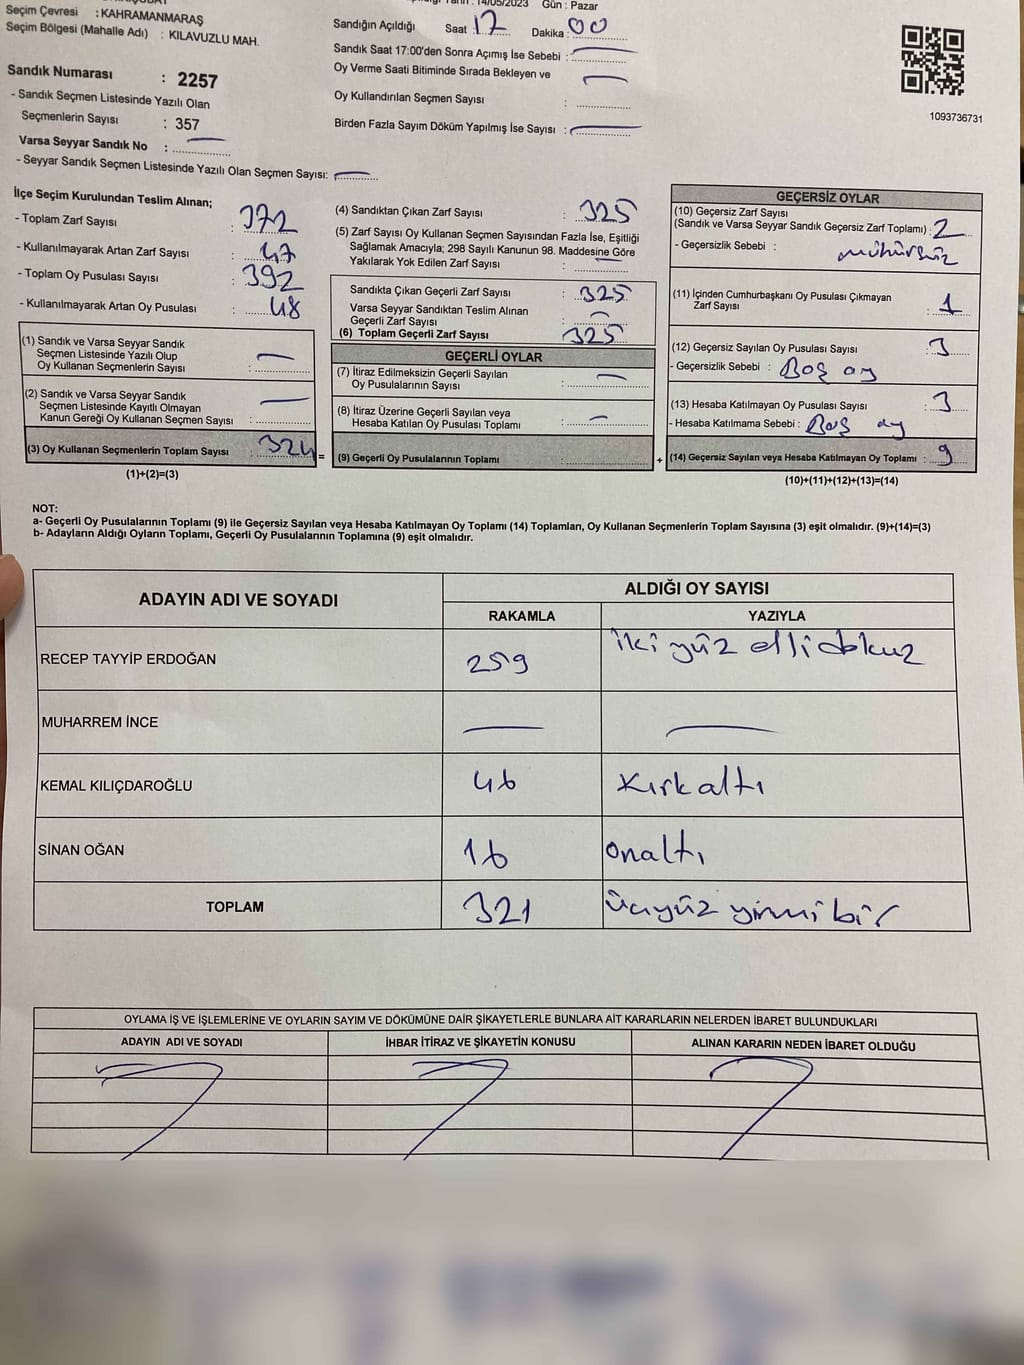 14/05/2023 Gün : Pazar
Seçim Çevresi : KAHRAMANMARAŞ
Seçim Bölgesi (Mahalle Adı) : KILAVUZLU MAH.
Sandık Numarası : 2257
- Sandık Seçmen Listesinde Yazılı Olan
Seçmenlerin Sayısı : 357
Varsa Seyyar Sandık No :
- Seyyar Sandık Seçmen Listesinde Yazılı Olan Seçmen Sayısı:
Sandığın Açıldığı Saat : 17 Dakika : 00
Sandık Saat 17:00'den Sonra Açımış İse Sebebi :
Oy Verme Saati Bitiminde Sırada Bekleyen ve
Oy Kullandırılan Seçmen Sayısı :
Birden Fazla Sayım Döküm Yapılmış İse Sayısı :
1093736731
İlçe Seçim Kurulundan Teslim Alınan;
- Toplam Zarf Sayısı : 372
- Kullanılmayarak Artan Zarf Sayısı : 47
- Toplam Oy Pusulası Sayısı : 392
- Kullanılmayarak Artan Oy Pusulası : 48
(1) Sandık ve Varsa Seyyar Sandık
Seçmen Listesinde Yazılı Olup
Oy Kullanan Seçmenlerin Sayısı :
(2) Sandık ve Varsa Seyyar Sandık
Seçmen Listesinde Kayıtlı Olmayan
Kanun Gereği Oy Kullanan Seçmen Sayısı :
(3) Oy Kullanan Seçmenlerin Toplam Sayısı : 324 =
(1)+(2)=(3)
(4) Sandıktan Çıkan Zarf Sayısı : 325
(5) Zarf Sayısı Oy Kullanan Seçmen Sayısından Fazla İse, Eşitliği
Sağlamak Amacıyla; 298 Sayılı Kanunun 98. Maddesine Göre
Yakılarak Yok Edilen Zarf Sayısı :
Sandıkta Çıkan Geçerli Zarf Sayısı : 325
Varsa Seyyar Sandıktan Teslim Alınan
Geçerli Zarf Sayısı :
(6) Toplam Geçerli Zarf Sayısı 325
GEÇERLİ OYLAR
(7) İtiraz Edilmeksizin Geçerli Sayılan
Oy Pusulalarının Sayısı :
(8) İtiraz Üzerine Geçerli Sayılan veya
Hesaba Katılan Oy Pusulası Toplamı :
(9) Geçerli Oy Pusulalarının Toplamı : +
GEÇERSİZ OYLAR
(10) Geçersiz Zarf Sayısı
(Sandık ve Varsa Seyyar Sandık Geçersiz Zarf Toplamı) : 2
- Geçersizlik Sebebi : mühürsüz
(11) İçinden Cumhurbaşkanı Oy Pusulası Çıkmayan
Zarf Sayısı : 1
(12) Geçersiz Sayılan Oy Pusulası Sayısı : 3
- Geçersizlik Sebebi : Boş oy
(13) Hesaba Katılmayan Oy Pusulası Sayısı : 3
- Hesaba Katılmama Sebebi : Boş oy
(14) Geçersiz Sayılan veya Hesaba Katılmayan Oy Toplamı : 9
(10)+(11)+(12)+(13)=(14)
NOT:
a- Geçerli Oy Pusulalarının Toplamı (9) ile Geçersiz Sayılan veya Hesaba Katılmayan Oy Toplamı (14) Toplamları, Oy Kullanan Seçmenlerin Toplam Sayısına (3) eşit olmalıdır. (9)+(14)=(3)
b- Adayların Aldığı Oyların Toplamı, Geçerli Oy Pusulalarının Toplamına (9) eşit olmalıdır.
ADAYIN ADI VE SOYADI
ALDIĞI OY SAYISI
RAKAMLA YAZIYLA
RECEP TAYYİP ERDOĞAN 259 iki yüz elli dokuz
MUHARREM İNCE
KEMAL KILIÇDAROĞLU 46 Kırk altı
SİNAN OĞAN 16 onaltı
TOPLAM 321 üçyüz yirmi bir
OYLAMA İŞ VE İŞLEMLERİNE VE OYLARIN SAYIM VE DÖKÜMÜNE DAİR ŞİKAYETLERLE BUNLARA AİT KARARLARIN NELERDEN İBARET BULUNDUKLARI
ADAYIN ADI VE SOYADI İHBAR İTİRAZ VE ŞİKAYETİN KONUSU ALINAN KARARIN NEDEN İBARET OLDUĞU